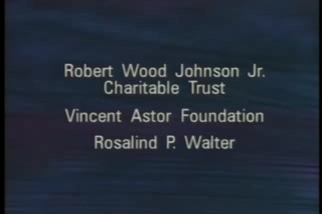 Robert Wood Johnson Jr.
Charitable Trust
Vincent Astor Foundation
Rosalind P. Walter